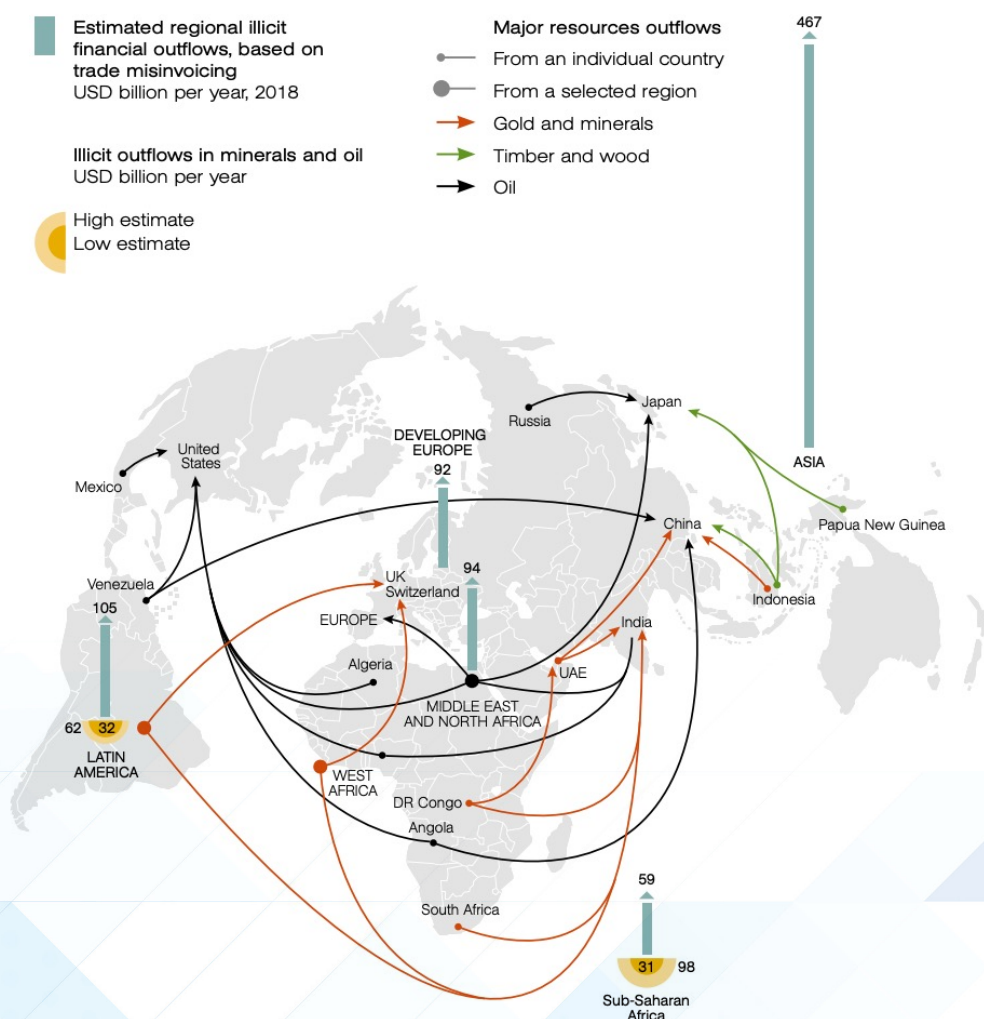 Estimated regional illicit
financial outflows, based on
trade misinvoicing
USD billion per year, 2018
Illicit outflows in minerals and oil
USD billion per year
High estimate
Low estimate
Major resources outflows
From an individual country
From a selected region
Gold and minerals
Timber and wood
Oil
467
ASIA
Japan
Russia
DEVELOPING
EUROPE
92
United
States
Mexico
China
Papua New Guinea
Venezuela
105
UK
Switzerland
94
Indonesia
EUROPE
India
Algeria
UAE
MIDDLE EAST
AND NORTH AFRICA
62
32
LATIN
AMERICA
WEST
AFRICA
DR Congo
Angola
South Africa
59
31
98
Sub-Saharan
Africa